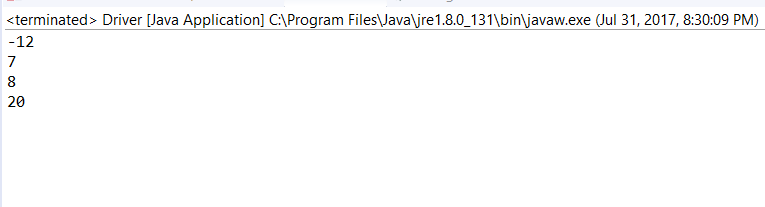 <terminated> Driver [Java Application] C:\Program Files\Java\jre1.8.0_131\bin\javaw.exe (Jul 31, 2017, 8:30:09 PM)
-12
7
8
20